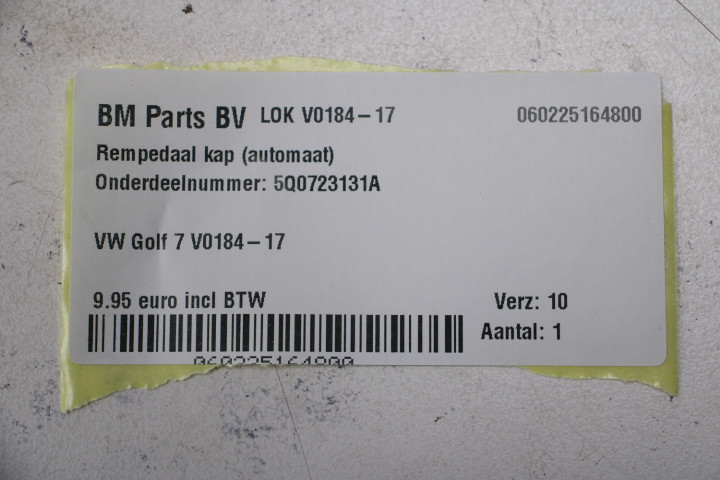 BM Parts BV LOK V0184-17 060225164800
Rempedaal kap (automaat)
Onderdeelnummer: 5Q0723131A
VW Golf 7 V0184-17
9.95 euro incl BTW Verz: 10
Aantal: 1
060225164800